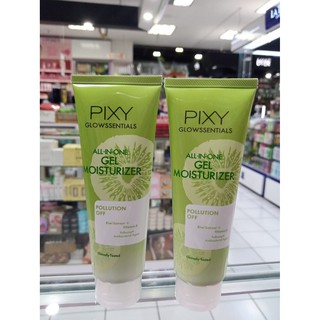 PIXY
GLOWSSENTIALS
ALL-IN-ONE
GEL
MOISTURIZER
POLLUTION
OFF
PIXY
GLOWSSENTIALS
ALL-IN-ONE
GEL
MOISTURIZER
POLLUTION
OFF